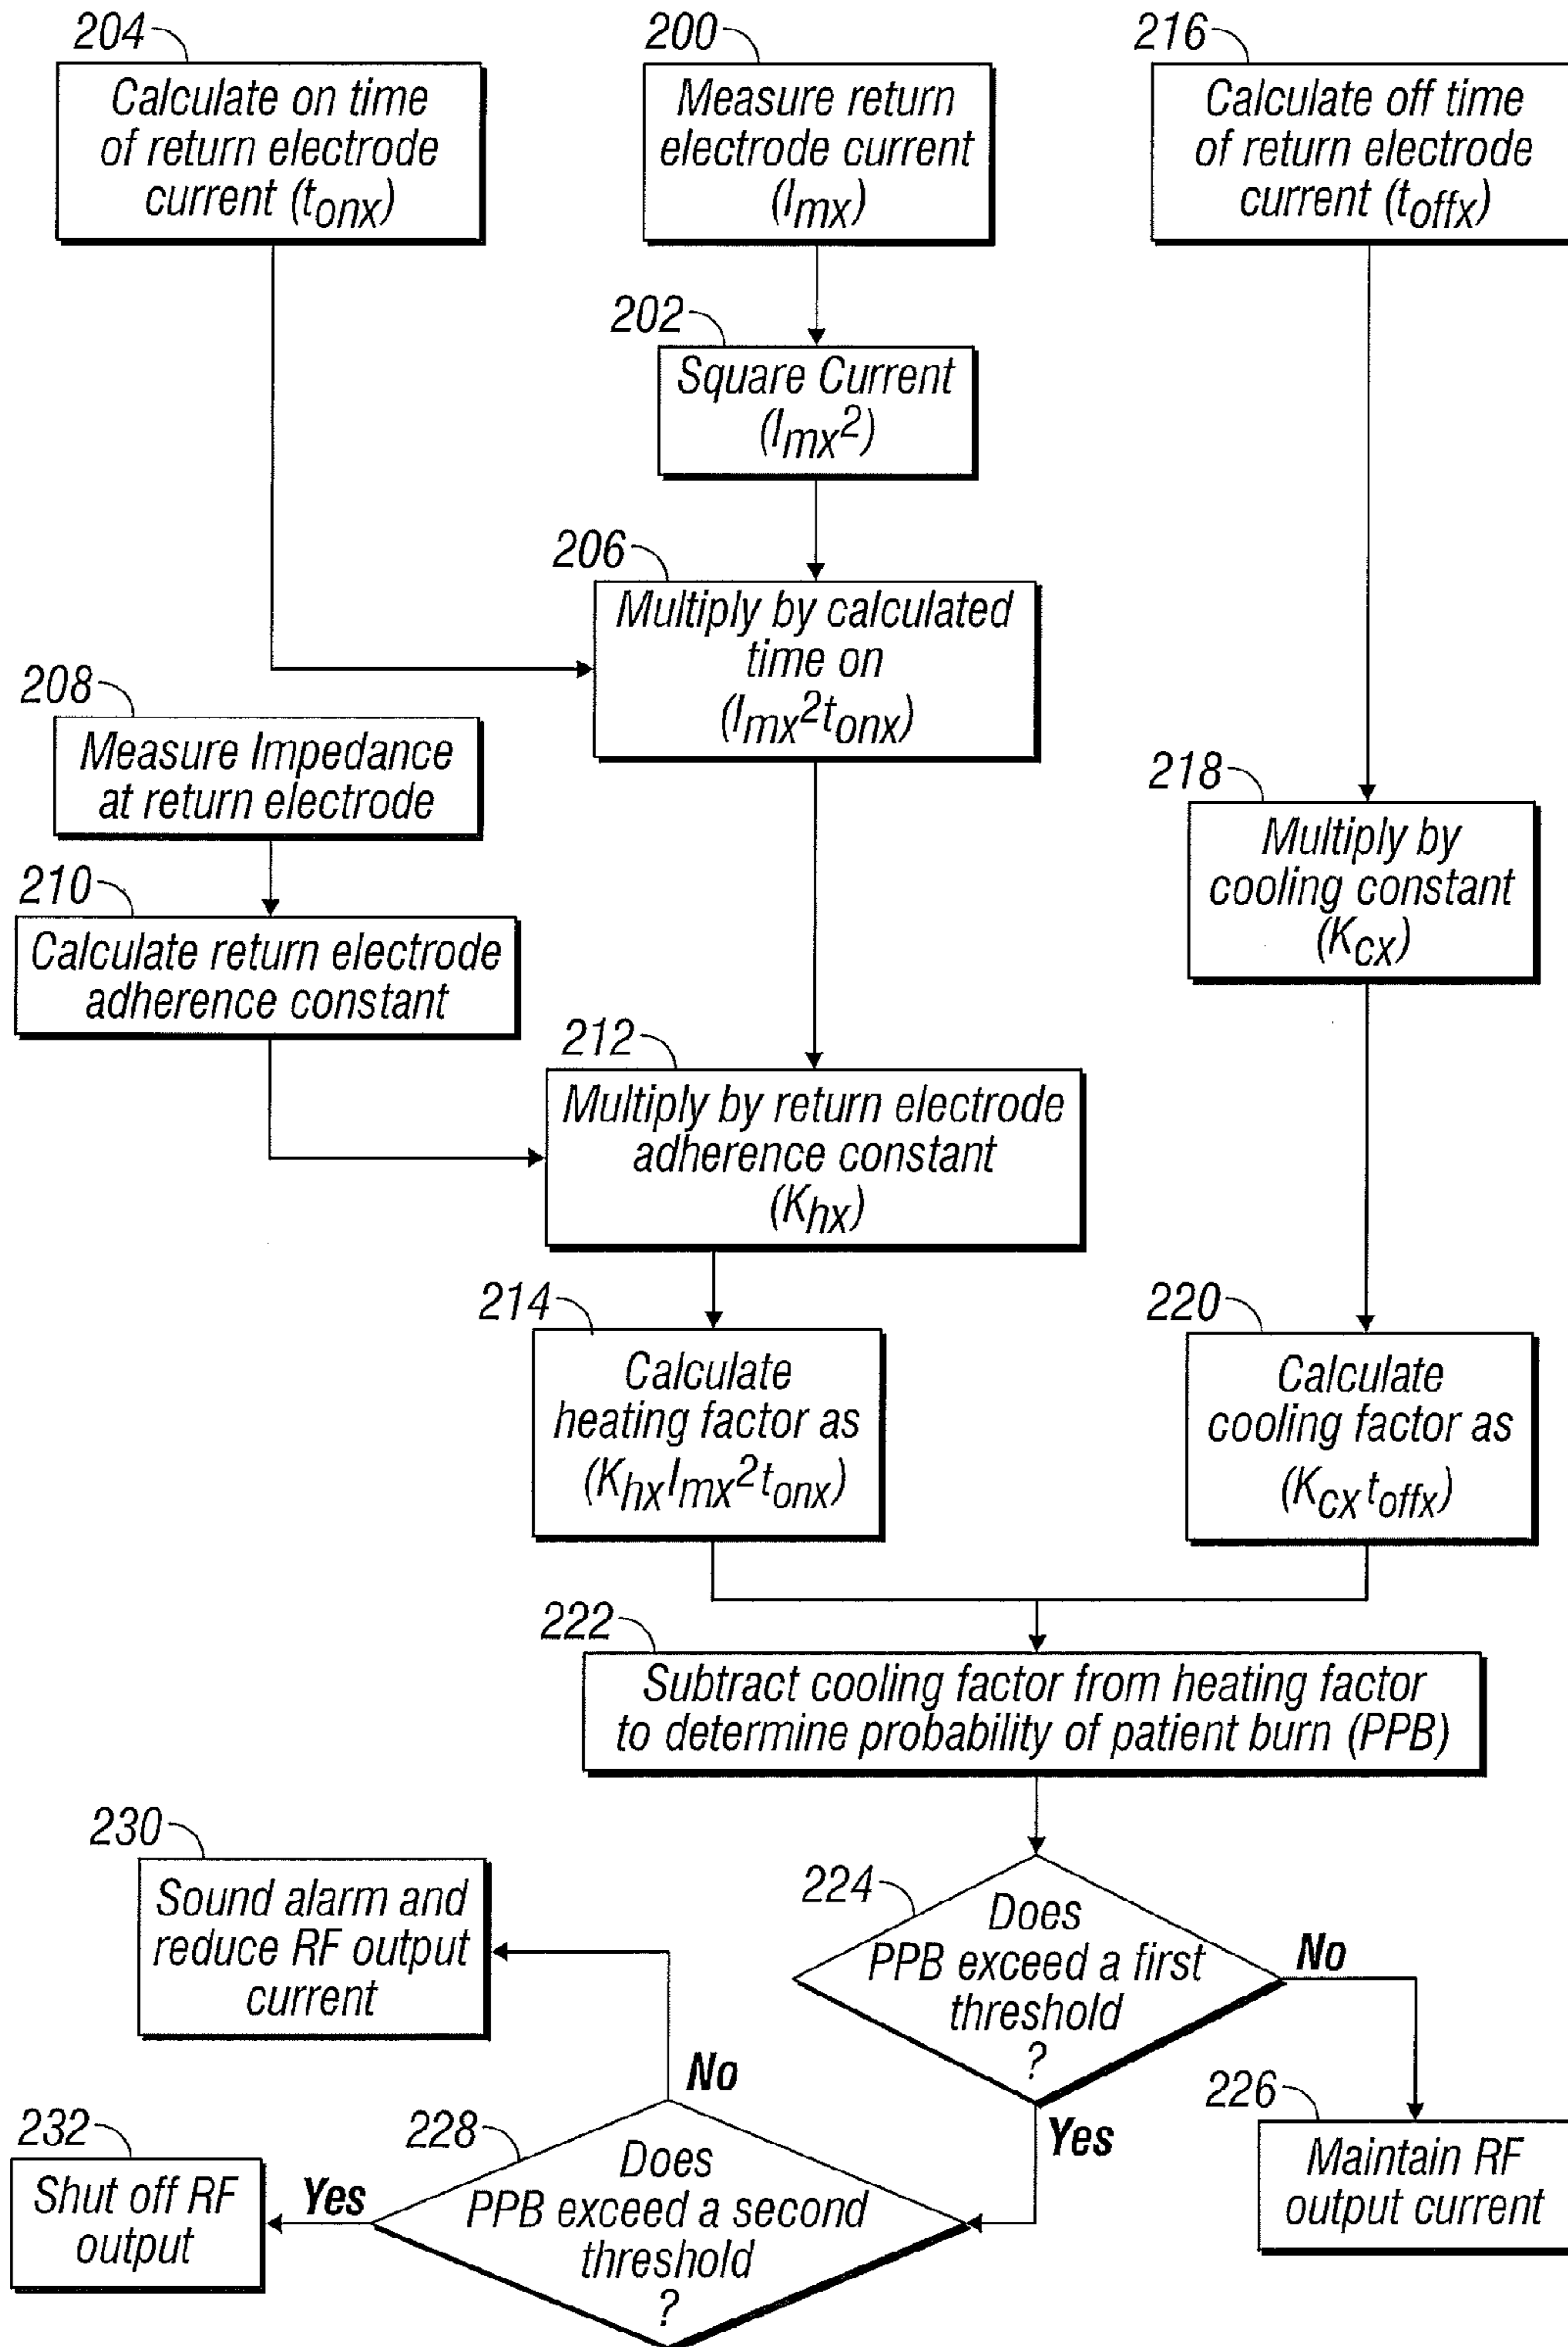 204
Calculate on time
of return electrode
current (tonx)
200
Measure return
electrode current
(Imx)
216
Calculate off time
of return electrode
current (toffx)
202
Square Current
(Imx²)
206
Multiply by calculated
time on
(Imx²tonx)
208
Measure Impedance
at return electrode
210
Calculate return electrode
adherence constant
218
Multiply by
cooling constant
(Kcx)
212
Multiply by return electrode
adherence constant
(Khx)
214
Calculate
heating factor as
(KhxImx²tonx)
220
Calculate
cooling factor as
(Kcx toffx)
222
Subtract cooling factor from heating factor
to determine probability of patient burn (PPB)
224
Does
PPB exceed a first
threshold
?
No
Yes
226
Maintain RF
output current
230
Sound alarm and
reduce RF output
current
No
228
Does
PPB exceed a second
threshold
?
Yes
232
Shut off RF
output